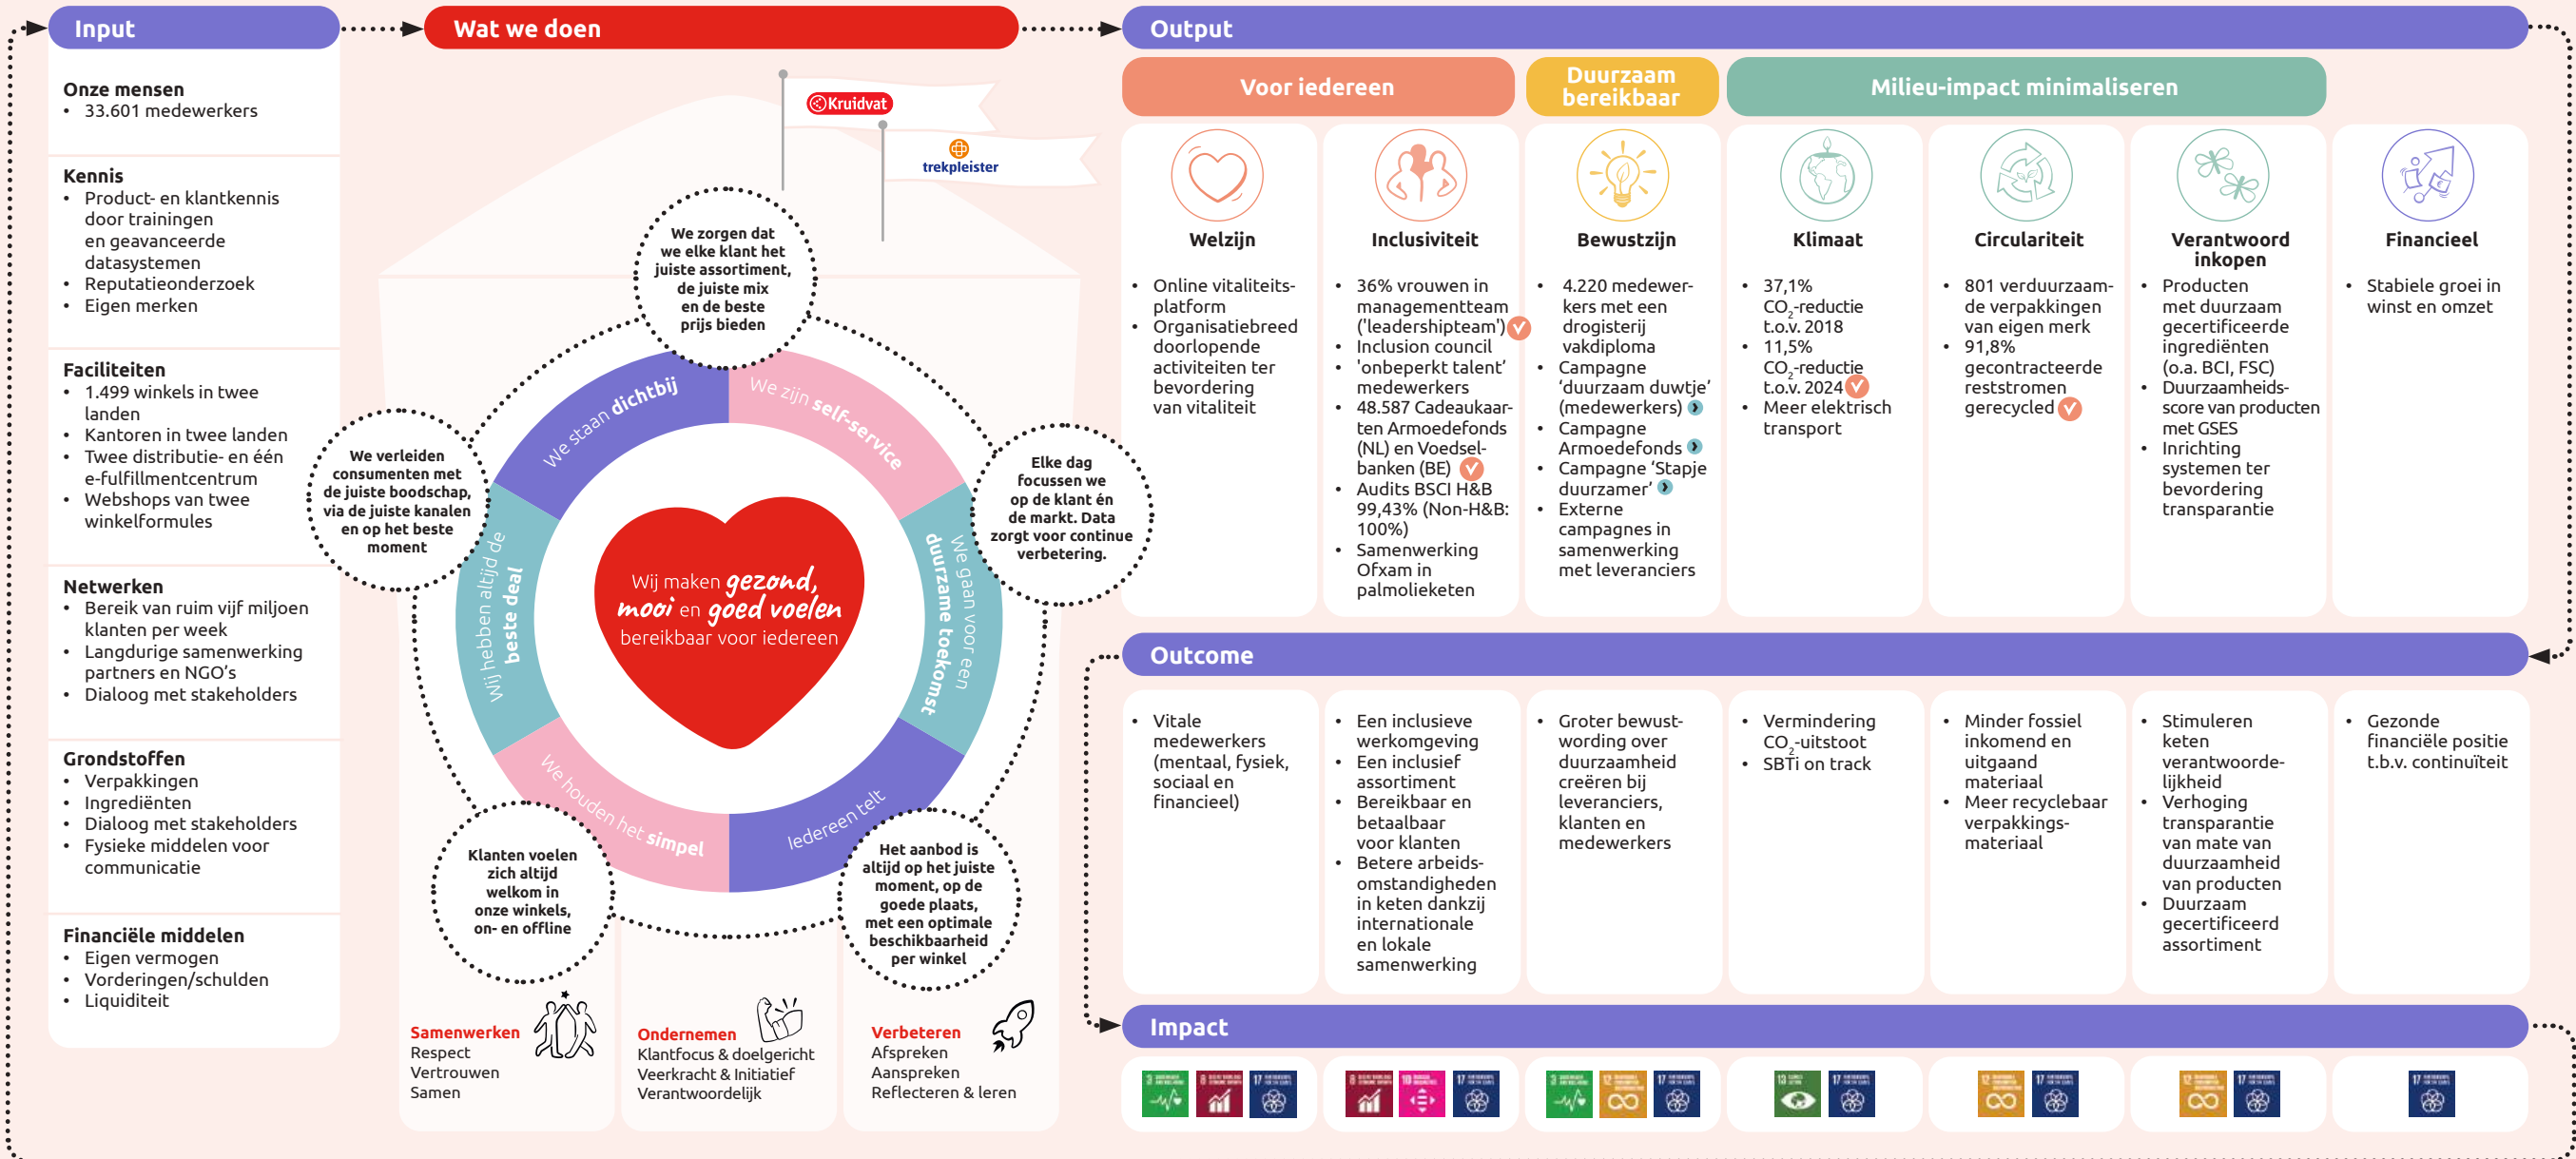 Input
Onze mensen
• 33.601 medewerkers
Kennis
• Product- en klantkennis
door trainingen
en geavanceerde
datasystemen
• Reputatieonderzoek
• Eigen merken
Faciliteiten
• 1.499 winkels in twee
landen
• Kantoren in twee landen
• Twee distributie- en één
e-fulfillmentcentrum
• Webshops van twee
winkelformules
Netwerken
• Bereik van ruim vijf miljoen
klanten per week
• Langdurige samenwerking
partners en NGO's
• Dialoog met stakeholders
Grondstoffen
• Verpakkingen
• Ingrediënten
• Dialoog met stakeholders
• Fysieke middelen voor
communicatie
Financiële middelen
• Eigen vermogen
• Vorderingen/schulden
• Liquiditeit
Wat we doen
Kruidvat
trekpleister
We zorgen dat
we elke klant het
juiste assortiment,
de juiste mix
en de beste
prijs bieden
We verleiden
consumenten met
de juiste boodschap,
via de juiste kanalen
en op het beste
moment
Elke dag
focussen we
op de klant én
de markt. Data
zorgt voor continue
verbetering.
Klanten voelen
zich altijd
welkom in
onze winkels,
on- en offline
Het aanbod is
altijd op het juiste
moment, op de
goede plaats,
met een optimale
beschikbaarheid
per winkel
We staan dichtbij
We zijn self-service
We gaan voor een
duurzame toekomst
Iedereen telt
We houden het simpel
Wij hebben altijd de
beste deal
Wij maken gezond,
mooi en goed voelen
bereikbaar voor iedereen
Samenwerken
Respect
Vertrouwen
Samen
Ondernemen
Klantfocus & doelgericht
Veerkracht & Initiatief
Verantwoordelijk
Verbeteren
Afspreken
Aanspreken
Reflecteren & leren
Output
Voor iedereen
Duurzaam
bereikbaar
Milieu-impact minimaliseren
Welzijn
• Online vitaliteits-
platform
• Organisatiebreed
doorlopende
activiteiten ter
bevordering
van vitaliteit
Inclusiviteit
• 36% vrouwen in
managementteam
('leadershipteam')
• Inclusion council
• 'onbeperkt talent'
medewerkers
• 48.587 Cadeaukaar-
ten Armoedefonds
(NL) en Voedsel-
banken (BE)
• Audits BSCI H&B
99,43% (Non-H&B:
100%)
• Samenwerking
Ofxam in
palmolieketen
Bewustzijn
• 4.220 medewer-
kers met een
drogisterij
vakdiploma
• Campagne
'duurzaam duwtje'
(medewerkers)
• Campagne
Armoedefonds
• Campagne 'Stapje
duurzamer'
• Externe
campagnes in
samenwerking
met leveranciers
Klimaat
• 37,1%
CO2-reductie
t.o.v. 2018
• 11,5%
CO2-reductie
t.o.v. 2024
• Meer elektrisch
transport
Circulariteit
• 801 verduurzaam-
de verpakkingen
van eigen merk
• 91,8%
gecontracteerde
reststromen
gerecycled
Verantwoord
inkopen
• Producten
met duurzaam
gecertificeerde
ingrediënten
(o.a. BCI, FSC)
• Duurzaamheids-
score van producten
met GSES
• Inrichting
systemen ter
bevordering
transparantie
Financieel
• Stabiele groei in
winst en omzet
Outcome
• Vitale
medewerkers
(mentaal, fysiek,
sociaal en
financieel)
• Een inclusieve
werkomgeving
• Een inclusief
assortiment
• Bereikbaar en
betaalbaar
voor klanten
• Betere arbeids-
omstandigheden
in keten dankzij
internationale
en lokale
samenwerking
• Groter bewust-
wording over
duurzaamheid
creëren bij
leveranciers,
klanten en
medewerkers
• Vermindering
CO2-uitstoot
• SBTi on track
• Minder fossiel
inkomend en
uitgaand
materiaal
• Meer recyclebaar
verpakkings-
materiaal
• Stimuleren
keten
verantwoorde-
lijkheid
• Verhoging
transparantie
van mate van
duurzaamheid
van producten
• Duurzaam
gecertificeerd
assortiment
• Gezonde
financiële positie
t.b.v. continuïteit
Impact
3
8
17
8
10
17
3
12
17
13
17
12
17
12
17
17